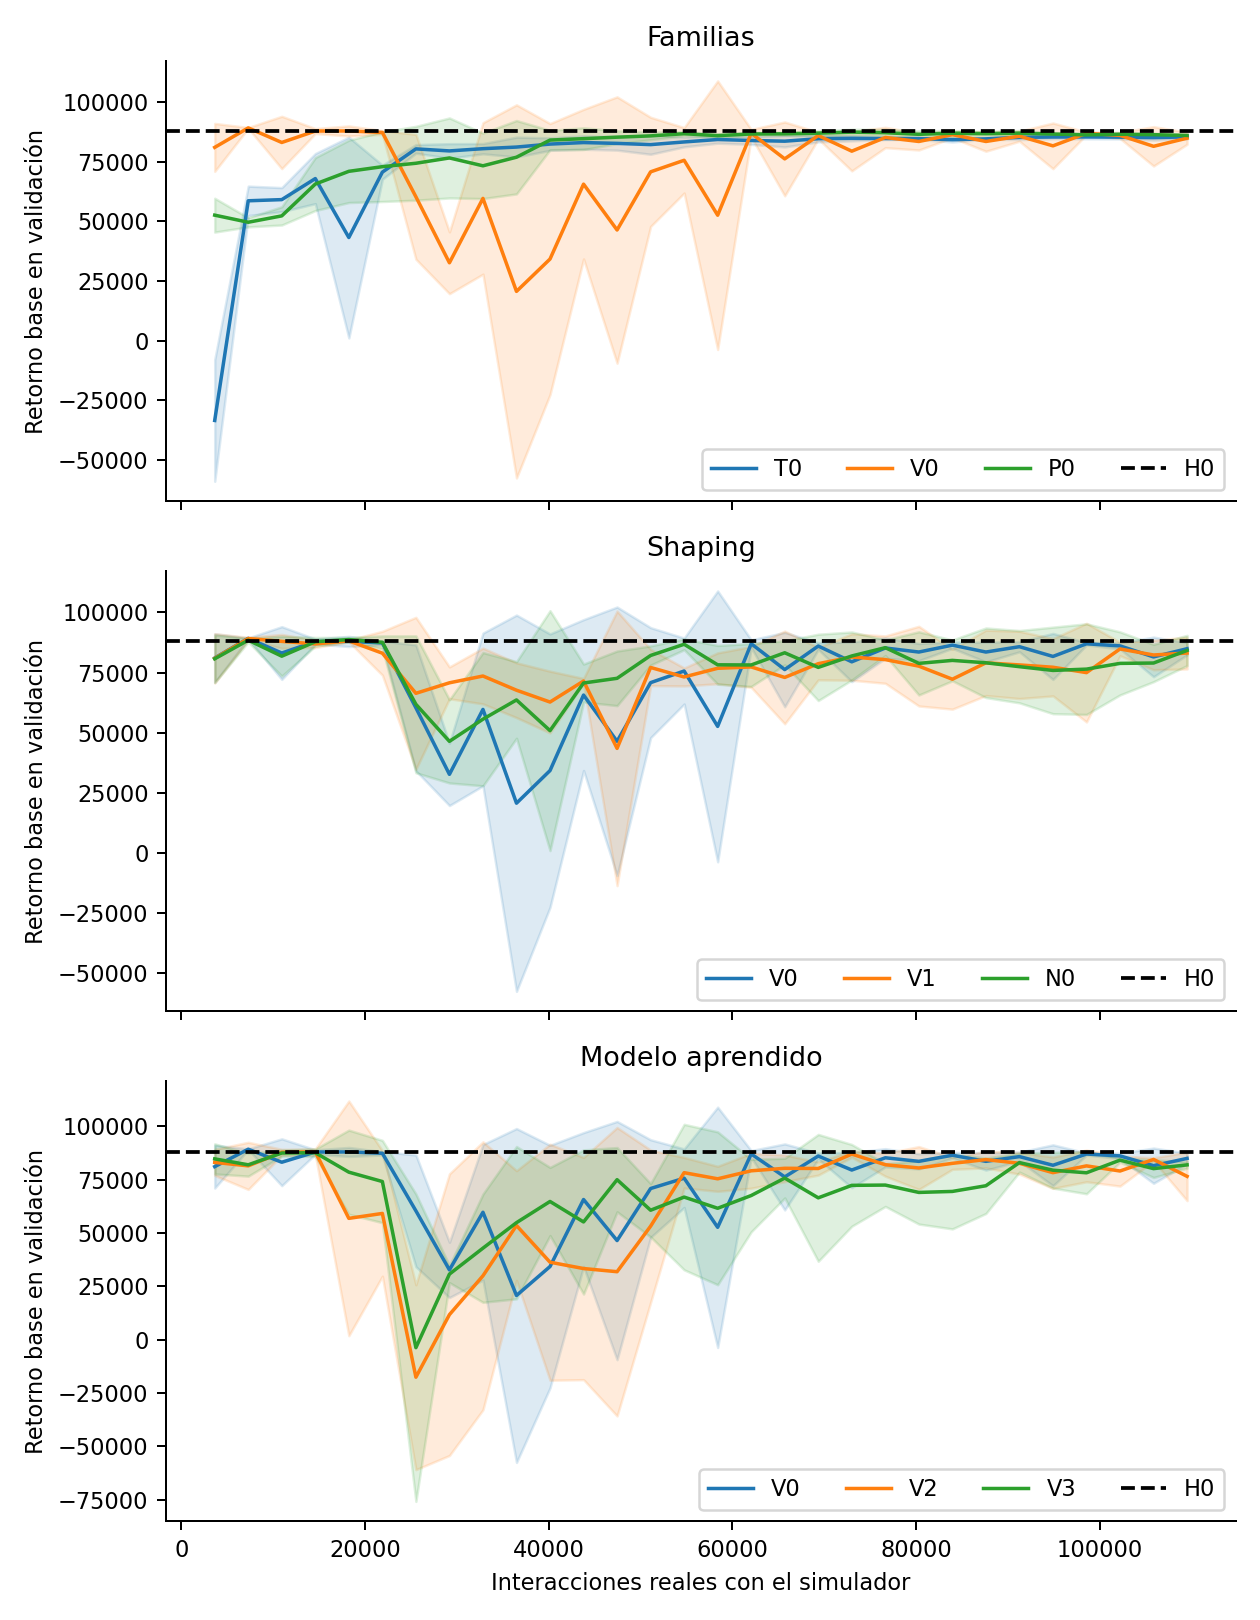 Familias
Retorno base en validación
100000
75000
50000
25000
0
−25000
−50000
T0 V0 P0 H0
Shaping
Retorno base en validación
100000
75000
50000
25000
0
−25000
−50000
V0 V1 N0 H0
Modelo aprendido
Retorno base en validación
100000
75000
50000
25000
0
−25000
−50000
−75000
V0 V2 V3 H0
0 20000 40000 60000 80000 100000
Interacciones reales con el simulador